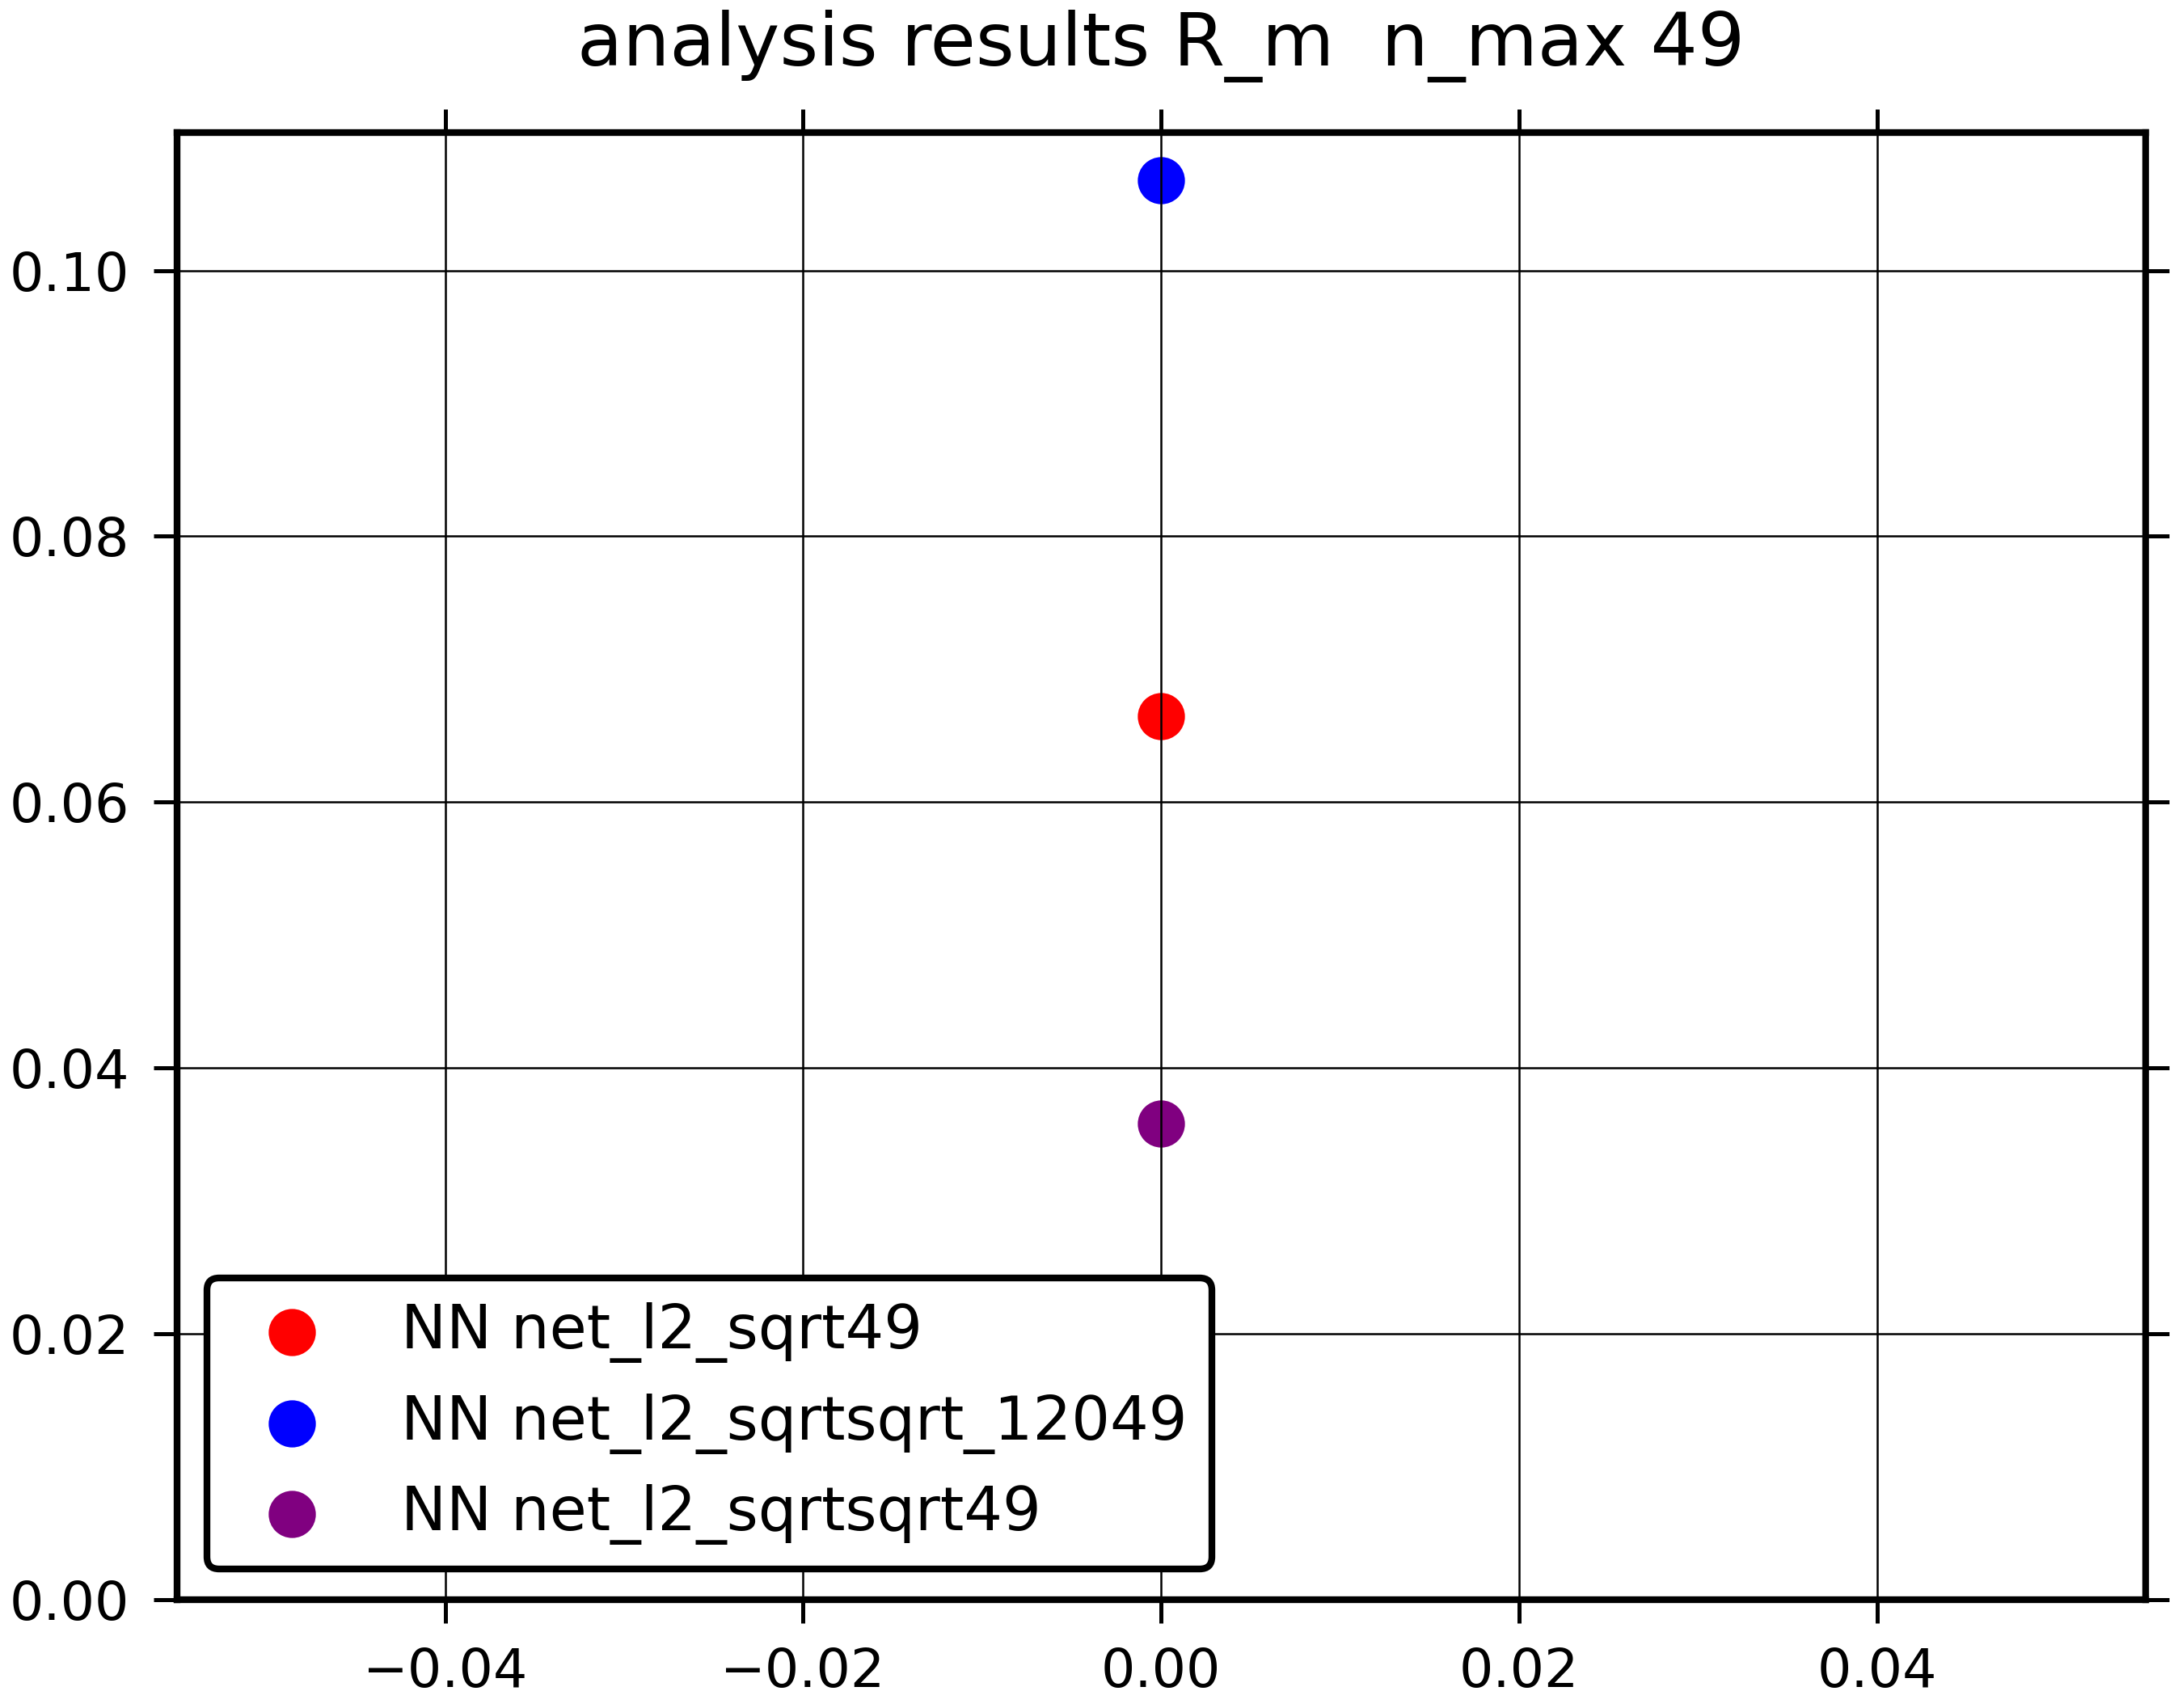 analysis results R_m  n_max 49
0.10
0.08
0.06
0.04
0.02
0.00
NN net_l2_sqrt49
NN net_l2_sqrtsqrt_12049
NN net_l2_sqrtsqrt49
−0.04 −0.02 0.00 0.02 0.04